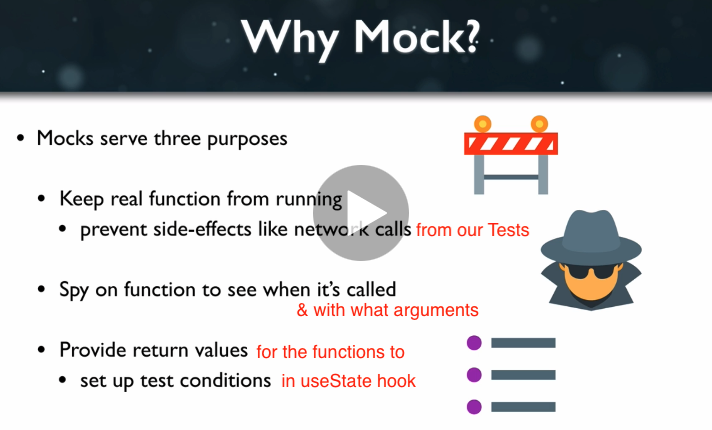 Why Mock?
• Mocks serve three purposes
• Keep real function from running
• prevent side-effects like network calls from our Tests
• Spy on function to see when it's called
& with what arguments
• Provide return values for the functions to
• set up test conditions in useState hook